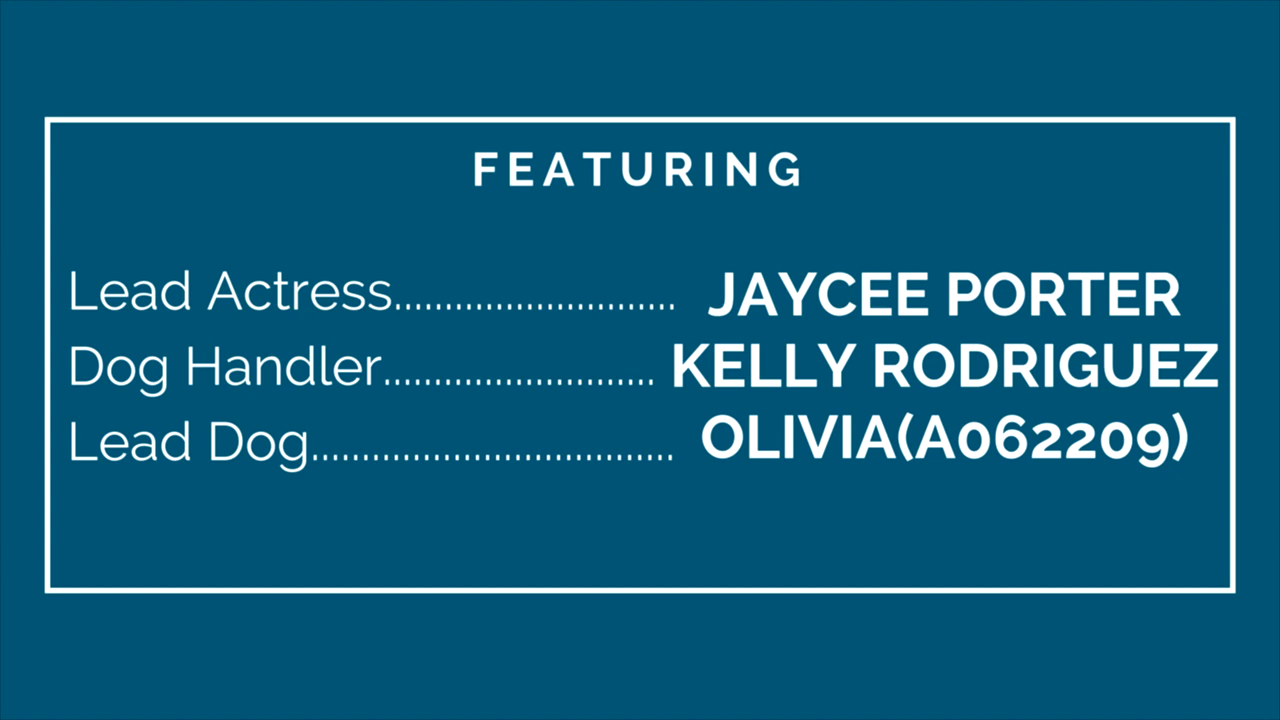 FEATURING
Lead Actress............................ JAYCEE PORTER
Dog Handler........................... KELLY RODRIGUEZ
Lead Dog.................................... OLIVIA(A062209)